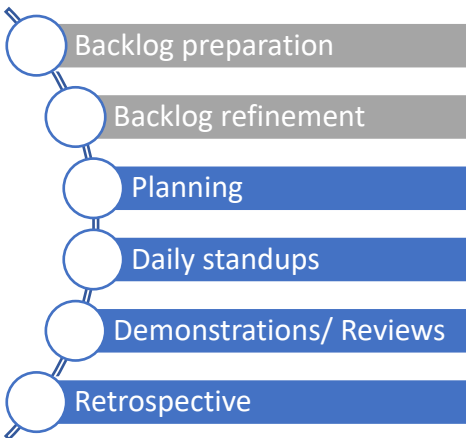 Backlog preparation
Backlog refinement
Planning
Daily standups
Demonstrations/ Reviews
Retrospective